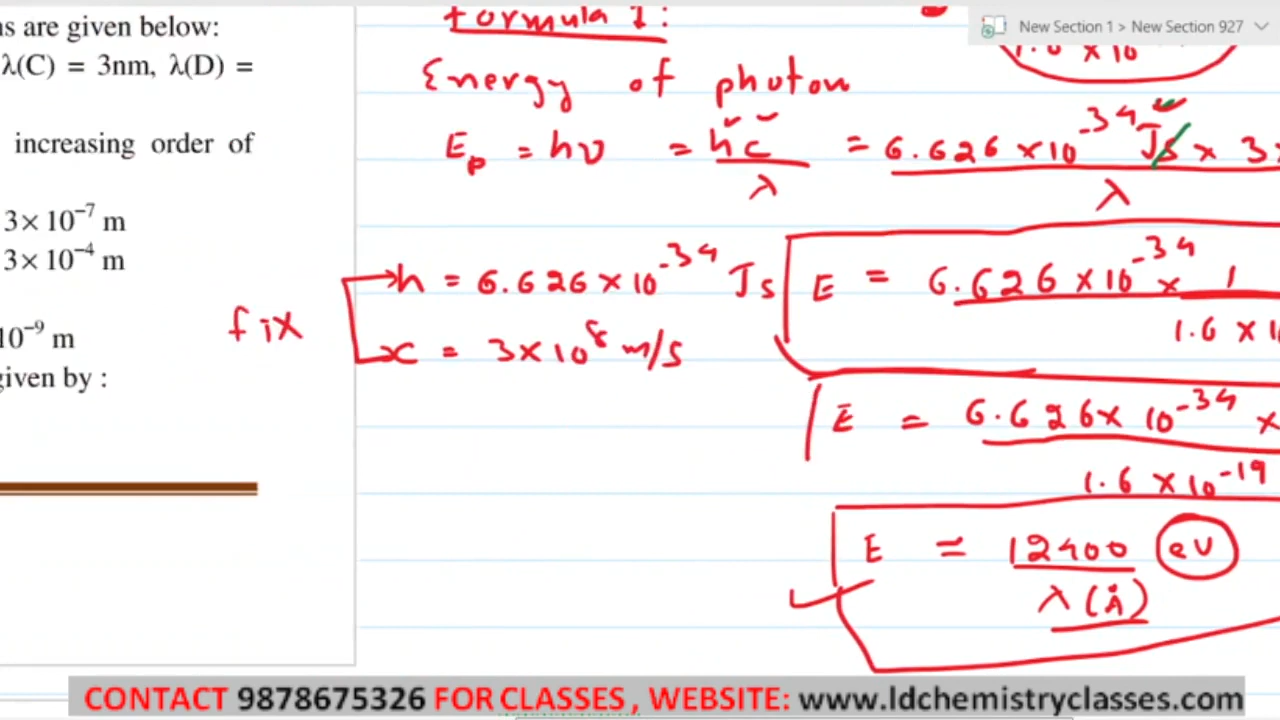 ns are given below:
λ(C) = 3nm, λ(D) =
increasing order of
3× 10⁻⁷ m
3× 10⁻⁴ m
10⁻⁹ m
given by :
New Section 1 > New Section 927
Formula 1:
1.6 × 10
Energy of photon
Eₚ = hν = hc/λ = 6.626 × 10⁻³⁴ Js × 3×/λ
fix
h = 6.626 × 10⁻³⁴ Js
c = 3×10⁸ m/s
E = 6.626 × 10⁻³⁴ × 1/1.6 × 10
E = 6.626 × 10⁻³⁴ ×/1.6 × 10⁻¹⁹
E = 12400/λ(Å) eV
CONTACT 9878675326 FOR CLASSES , WEBSITE: www.ldchemistryclasses.com